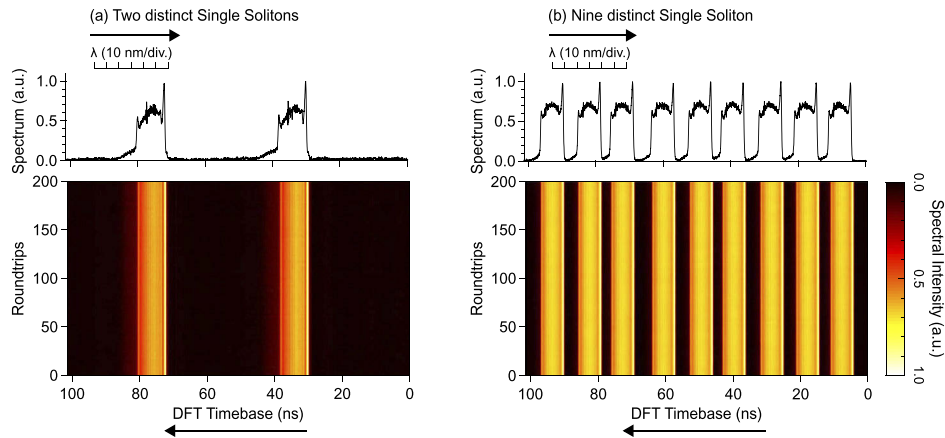 (a) Two distinct Single Solitons
λ (10 nm/div.)
Spectrum (a.u.)
1.0
0.5
0.0
Roundtrips
200
150
100
50
0
100
80
60
40
20
0
DFT Timebase (ns)
(b) Nine distinct Single Soliton
λ (10 nm/div.)
Spectrum (a.u.)
1.0
0.5
0.0
Roundtrips
200
150
100
50
0
100
80
60
40
20
0
DFT Timebase (ns)
0.0
0.5
1.0
Spectral Intensity (a.u.)